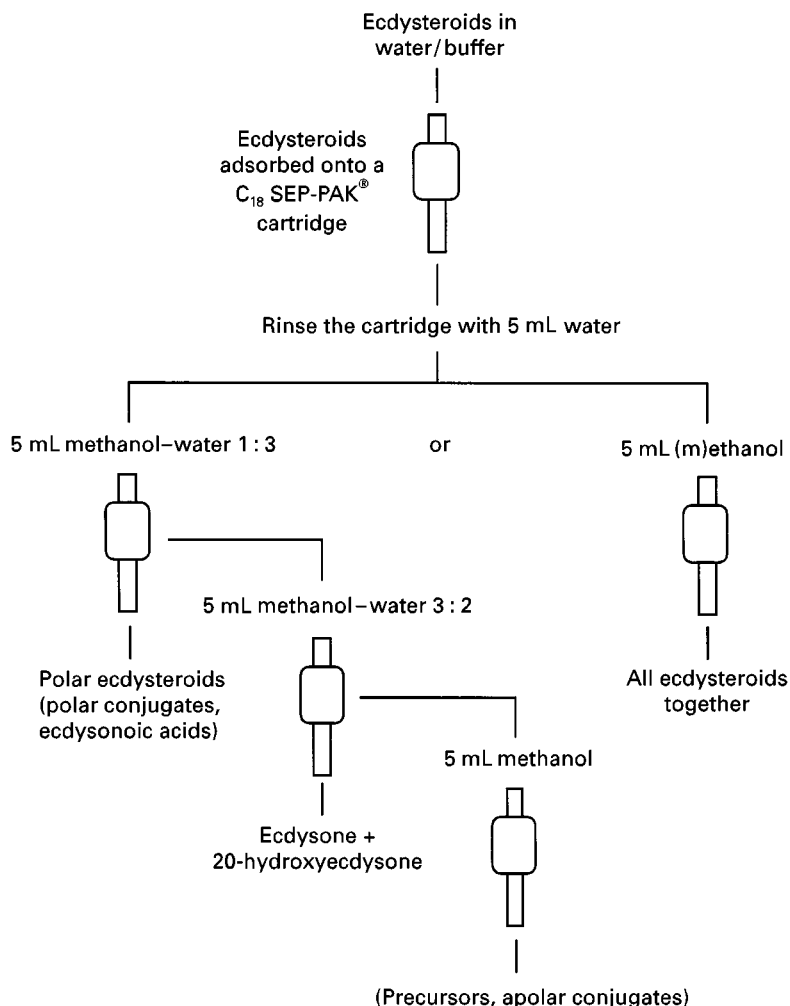 Ecdysteroids in
water/buffer
Ecdysteroids
adsorbed onto a
C₁₈ SEP-PAK®
cartridge
Rinse the cartridge with 5 mL water
5 mL methanol–water 1 : 3
or
5 mL (m)ethanol
5 mL methanol–water 3 : 2
Polar ecdysteroids
(polar conjugates,
ecdysonoic acids)
All ecdysteroids
together
5 mL methanol
Ecdysone +
20-hydroxyecdysone
(Precursors, apolar conjugates)